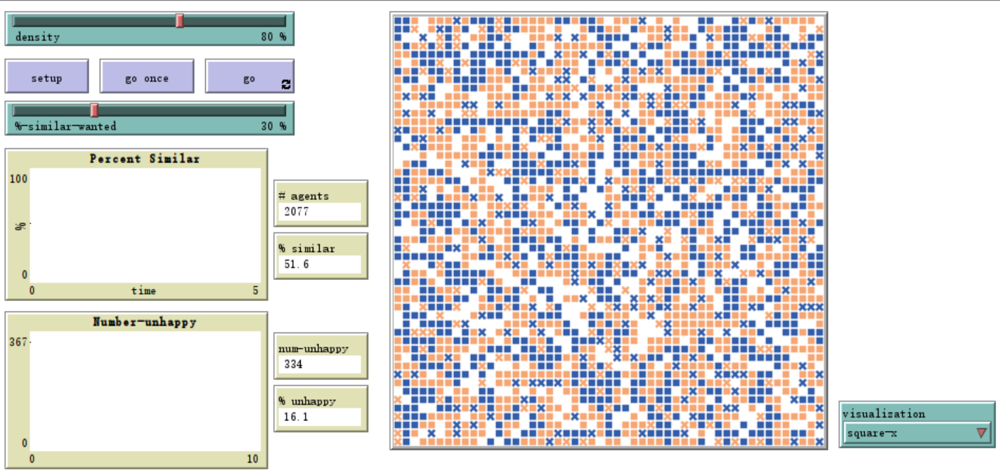 density 80 %
setup
go once
go
%-similar-wanted 30 %
Percent Similar
100
%
0
0 time 5
# agents
2077
% similar
51.6
Number-unhappy
367
0
0 10
num-unhappy
334
% unhappy
16.1
visualization
square-x